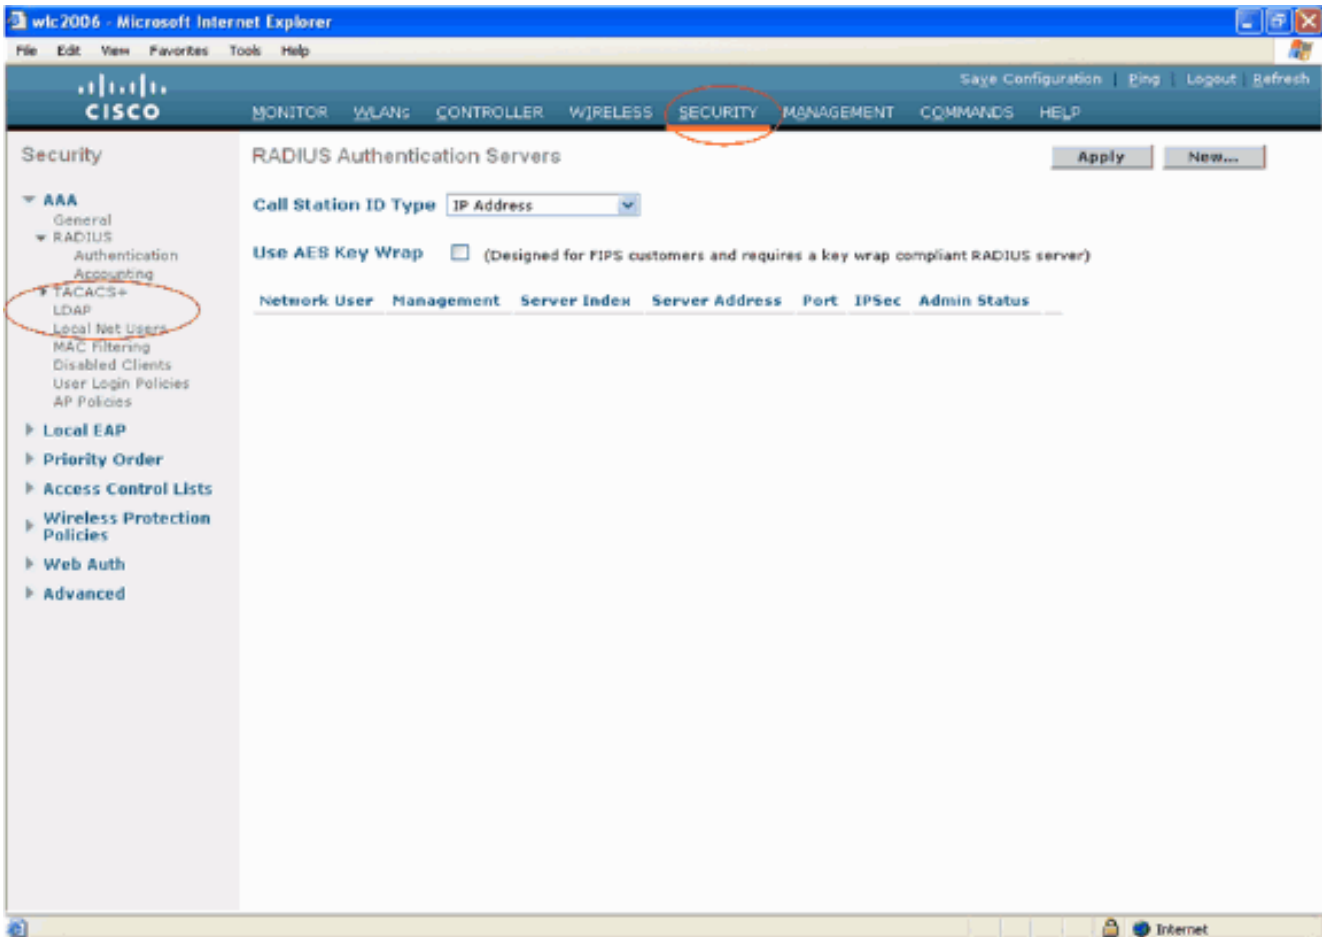 wlc2006 - Microsoft Internet Explorer
File Edit View Favorites Tools Help
Save Configuration | Ping | Logout | Refresh
CISCO
MONITOR WLANs CONTROLLER WIRELESS SECURITY MANAGEMENT COMMANDS HELP
Security
RADIUS Authentication Servers
Apply New...
AAA
General
RADIUS
Authentication
Accounting
TACACS+
LDAP
Local Net Users
MAC Filtering
Disabled Clients
User Login Policies
AP Policies
Local EAP
Priority Order
Access Control Lists
Wireless Protection
Policies
Web Auth
Advanced
Call Station ID Type IP Address
Use AES Key Wrap (Designed for FIPS customers and requires a key wrap compliant RADIUS server)
Network User Management Server Index Server Address Port IPSec Admin Status
Internet